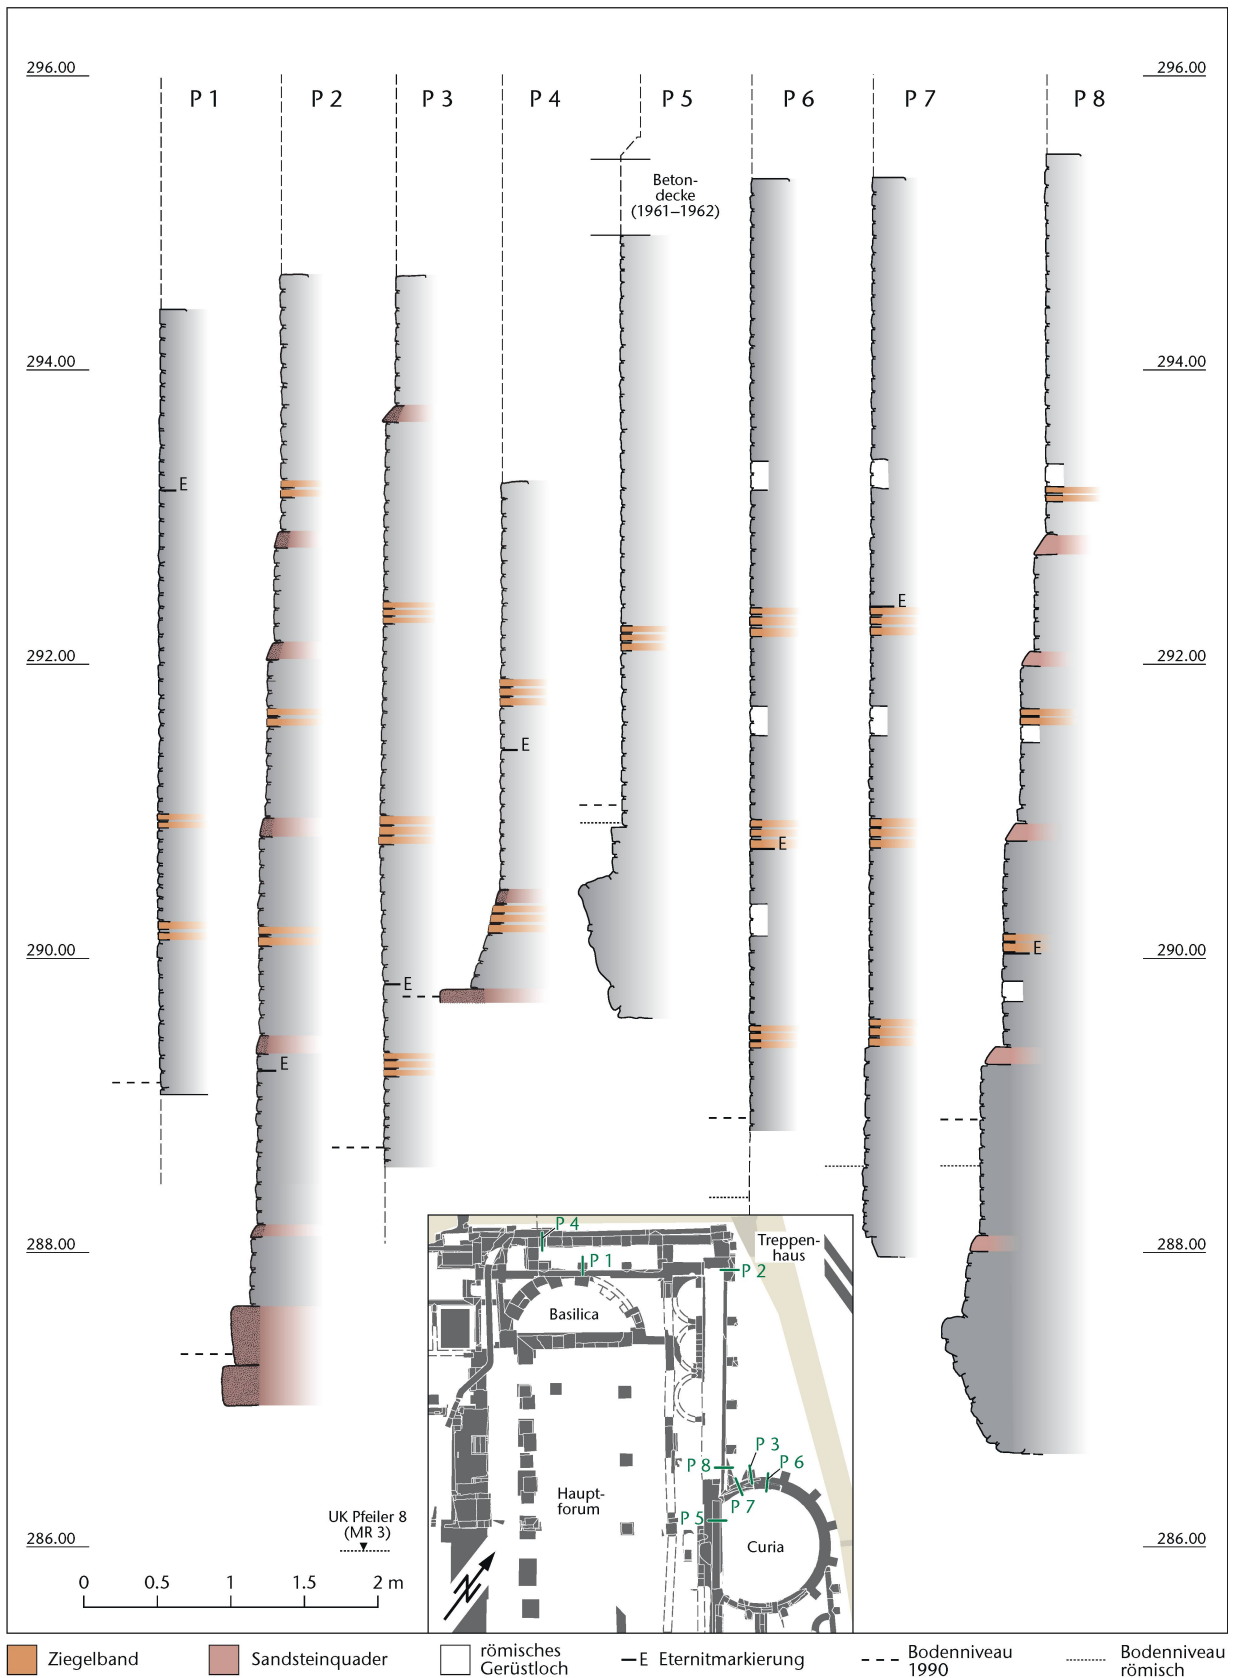 296.00
296.00
P 1
P 2
P 3
P 4
P 5
P 6
P 7
P 8
Beton-
decke
(1961–1962)
294.00
294.00
E
E
292.00
292.00
E
E
E
290.00
290.00
E
E
288.00
288.00
P 4
P 1
P 2
Treppen-
haus
Basilica
P 3
P 8
P 6
P 7
P 5
Haupt-
forum
Curia
UK Pfeiler 8
(MR 3)
286.00
286.00
0 0.5 1 1.5 2 m
Ziegelband
Sandsteinquader
römisches
Gerüstloch
E Eternitmarkierung
Bodenniveau
1990
Bodenniveau
römisch